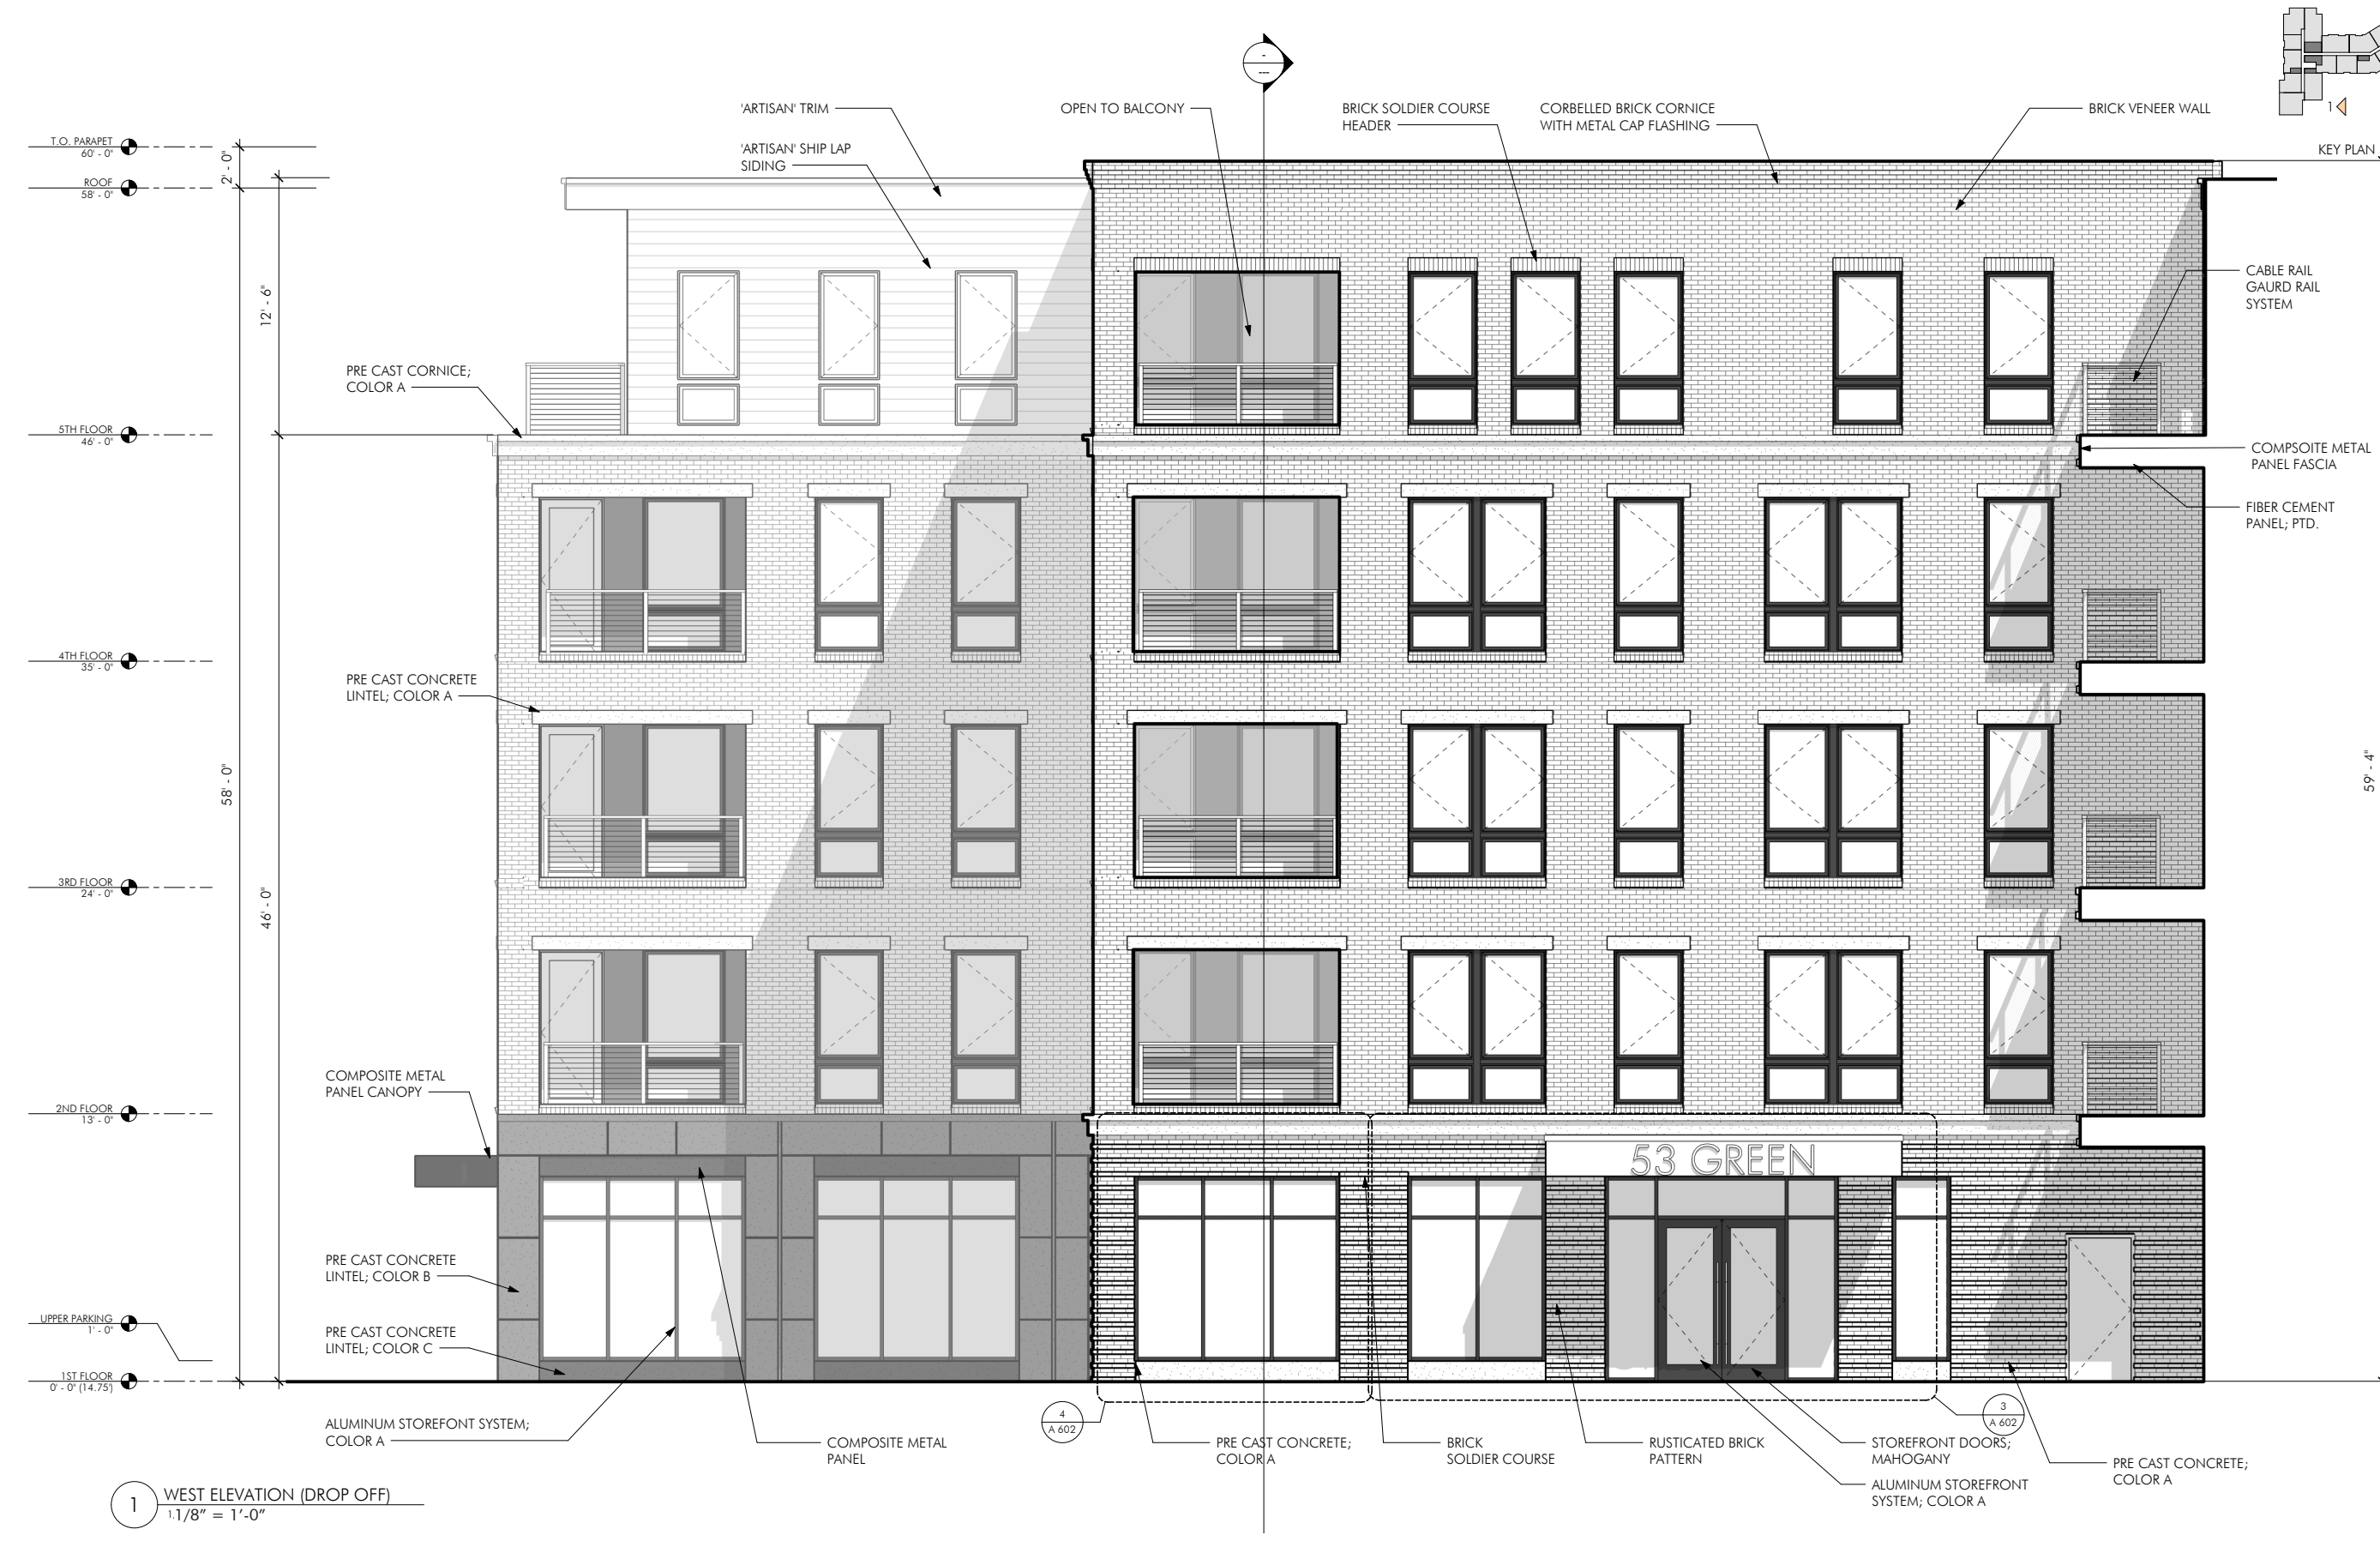 'ARTISAN' TRIM
OPEN TO BALCONY
BRICK SOLDIER COURSE
HEADER
CORBELLED BRICK CORNICE
WITH METAL CAP FLASHING
BRICK VENEER WALL
1
KEY PLAN
T.O. PARAPET
60' - 0"
2' - 0"
'ARTISAN' SHIP LAP
SIDING
ROOF
58' - 0"
12' - 6"
CABLE RAIL
GAURD RAIL
SYSTEM
PRE CAST CORNICE;
COLOR A
5TH FLOOR
46' - 0"
COMPSOITE METAL
PANEL FASCIA
FIBER CEMENT
PANEL; PTD.
4TH FLOOR
35' - 0"
PRE CAST CONCRETE
LINTEL; COLOR A
58' - 0"
59' - 4"
3RD FLOOR
24' - 0"
46' - 0"
COMPOSITE METAL
PANEL CANOPY
2ND FLOOR
13' - 0"
53 GREEN
PRE CAST CONCRETE
LINTEL; COLOR B
UPPER PARKING
1' - 0"
PRE CAST CONCRETE
LINTEL; COLOR C
1ST FLOOR
0' - 0" (14.75')
4
A 602
3
A 602
ALUMINUM STOREFONT SYSTEM;
COLOR A
COMPOSITE METAL
PANEL
PRE CAST CONCRETE;
COLOR A
BRICK
SOLDIER COURSE
RUSTICATED BRICK
PATTERN
STOREFRONT DOORS;
MAHOGANY
ALUMINUM STOREFRONT
SYSTEM; COLOR A
PRE CAST CONCRETE;
COLOR A
1
WEST ELEVATION (DROP OFF)
1.1/8" = 1'-0"